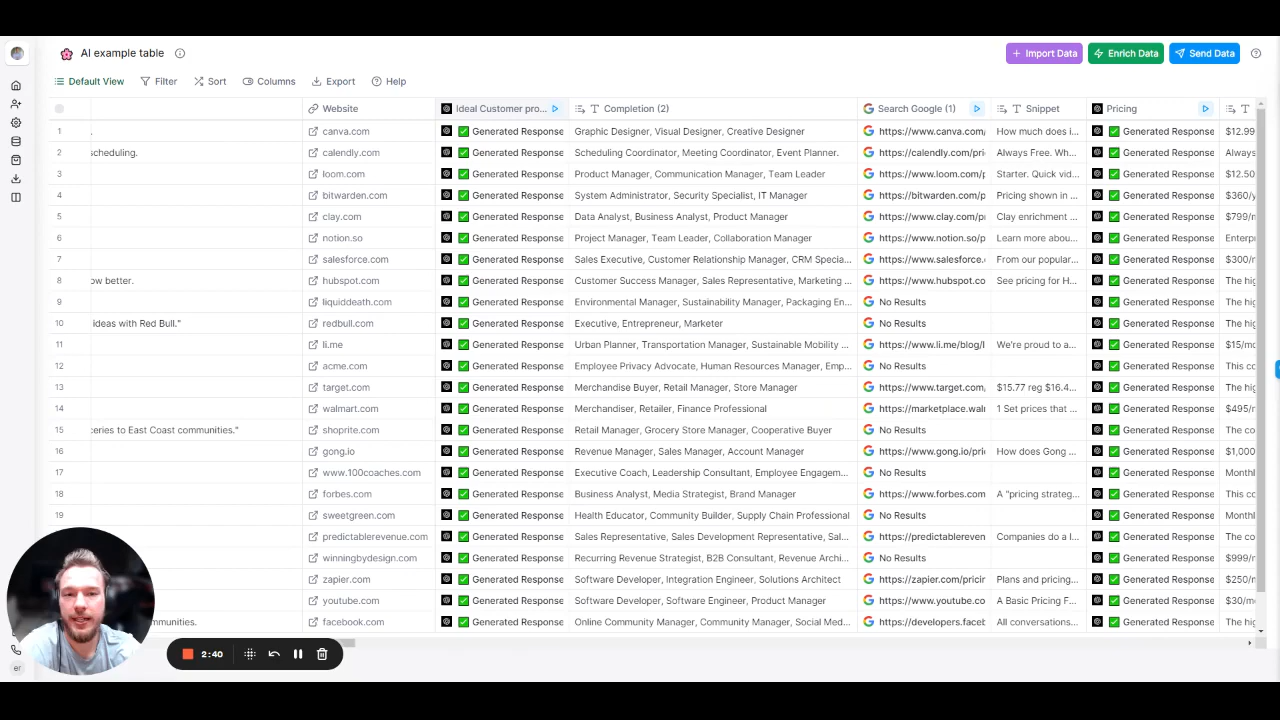 AI example table
Import Data Enrich Data Send Data
Default View Filter Sort Columns Export Help
Website Ideal Customer pro... Completion (2) Search Google (1) Snippet Pricing
1 . canva.com Generated Response Graphic Designer, Visual Designer, Creative Designer https://www.canva.com/ How much does i... Generated Response $12.99
2 scheduling. calendly.com Generated Response Scheduling Coordinator, Meeting Coordinator, Event Planner. https://calendly.com/pri Always Free. Wh... Generated Response Always
3 loom.com Generated Response Product Manager, Communication Manager, Team Leader https://www.loom.com/p Starter. Quick vid... Generated Response $12.50
4 bitwarden.com Generated Response System Administrator, Security Specialist, IT Manager https://bitwarden.com/p Pricing shown in ... Generated Response $360/y
5 clay.com Generated Response Data Analyst, Business Analyst, Product Manager https://www.clay.com/p Clay enrichment ... Generated Response $799/r
6 notion.so Generated Response Project Manager, Team Leader, Collaboration Manager https://www.notion.so/p Learn more abou... Generated Response Enterp
7 salesforce.com Generated Response Sales Executive, Customer Relationship Manager, CRM Specia... https://www.salesforce. From our popular... Generated Response $300/r
8 ow better. hubspot.com Generated Response Customer Success Manager, Sales Representative, Marketing ... https://www.hubspot.co See pricing for H... Generated Response The hig
9 liquiddeath.com Generated Response Environmental Manager, Sustainability Manager, Packaging En... No Results Generated Response The hig
10 ideas with Red Bull." redbull.com Generated Response Executive, Entrepreneur, Marketer No Results Generated Response The hig
11 li.me Generated Response Urban Planner, Transportation Manager, Sustainable Mobility ... https://www.li.me/blog/l We're proud to a... Generated Response $15/mo
12 acme.com Generated Response Employee Privacy Advocate, Human Resources Manager, Emp... No Results Generated Response This co
13 target.com Generated Response Merchandise Buyer, Retail Manager, Store Manager https://www.target.com, $15.77 reg $16.4... Generated Response The hig
14 walmart.com Generated Response Merchandiser, Retailer, Finance Professional https://marketplace.walı 1 Set prices that ... Generated Response $495/r
15 ceries to East Coast communities." shoprite.com Generated Response Retail Manager, Grocery Store Manager, Cooperative Buyer No Results Generated Response The co
16 gong.io Generated Response Revenue Manager, Sales Manager, Account Manager https://www.gong.io/pri How does Gong ... Generated Response $1,000
17 www.100coaches.com Generated Response Executive Coach, Leadership Consultant, Employee Engagem... No Results Generated Response Monthl
18 forbes.com Generated Response Business Analyst, Media Strategist, Brand Manager https://www.forbes.com A "pricing strateg... Generated Response This co
19 sweetgreen.com Generated Response Health Educator, Community Builder, Supply Chain Professional No Results Generated Response Monthl
predictablerevenue.com Generated Response Sales Representative, Sales Development Representative, Sal... https://predictablereven Companies do a l... Generated Response The hig
winningbydesign.com Generated Response Recurring Revenue Strategist, B2B Consultant, Revenue Archi... No Results Generated Response $999/r
zapier.com Generated Response Software Developer, Integration Engineer, Solutions Architect https://zapier.com/pricir Plans and pricing... Generated Response $250/r
youtube.com Generated Response Software Developer, Software Engineer, Product Manager https://www.youtube.co A Basic Pricing F... Generated Response $30/m
munities. facebook.com Generated Response Online Community Manager, Community Manager, Social Med... https://developers.faceb All conversations... Generated Response $15.00
2:40
er